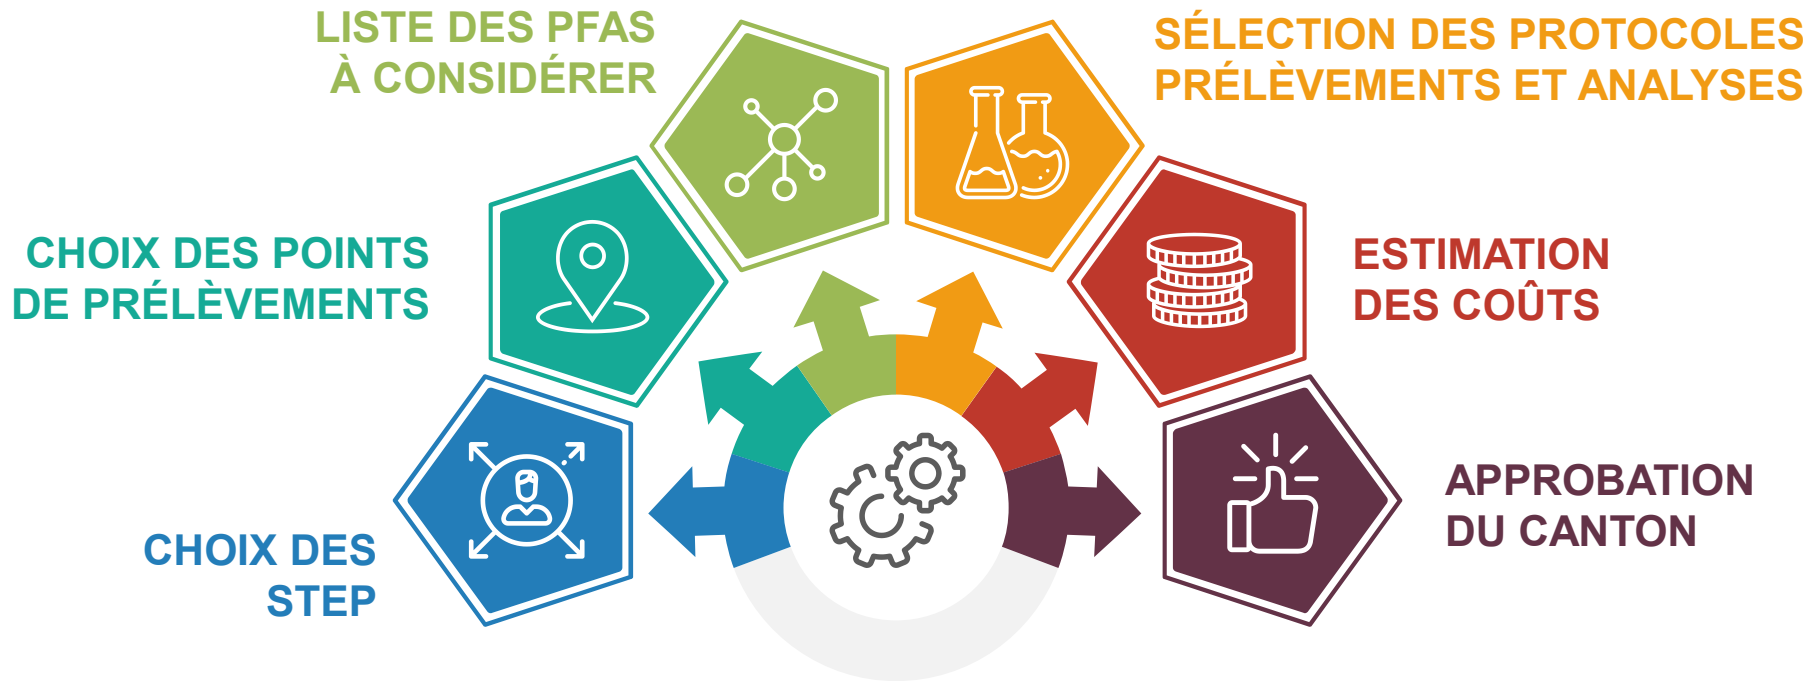 LISTE DES PFAS
À CONSIDÉRER
SÉLECTION DES PROTOCOLES
PRÉLÈVEMENTS ET ANALYSES
CHOIX DES POINTS
DE PRÉLÈVEMENTS
ESTIMATION
DES COÛTS
CHOIX DES
STEP
APPROBATION
DU CANTON